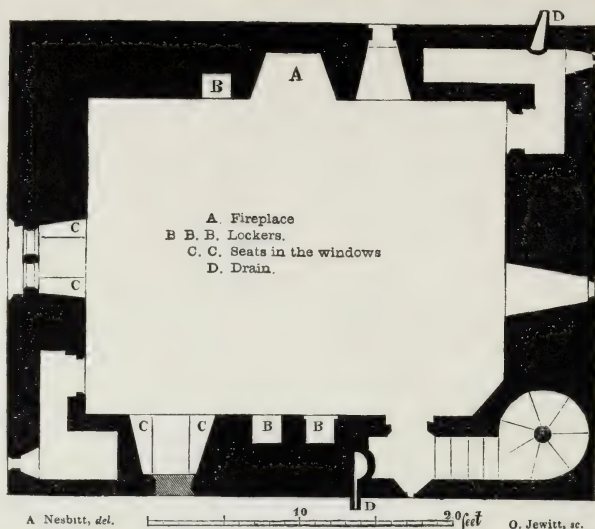 D
B
A
C
C
A. Fireplace
B B. B. Lockers.
C. C. Seats in the windows
D. Drain.
C C B B
D
A Nesbitt, del. 10 20 feet O. Jewitt, sc.